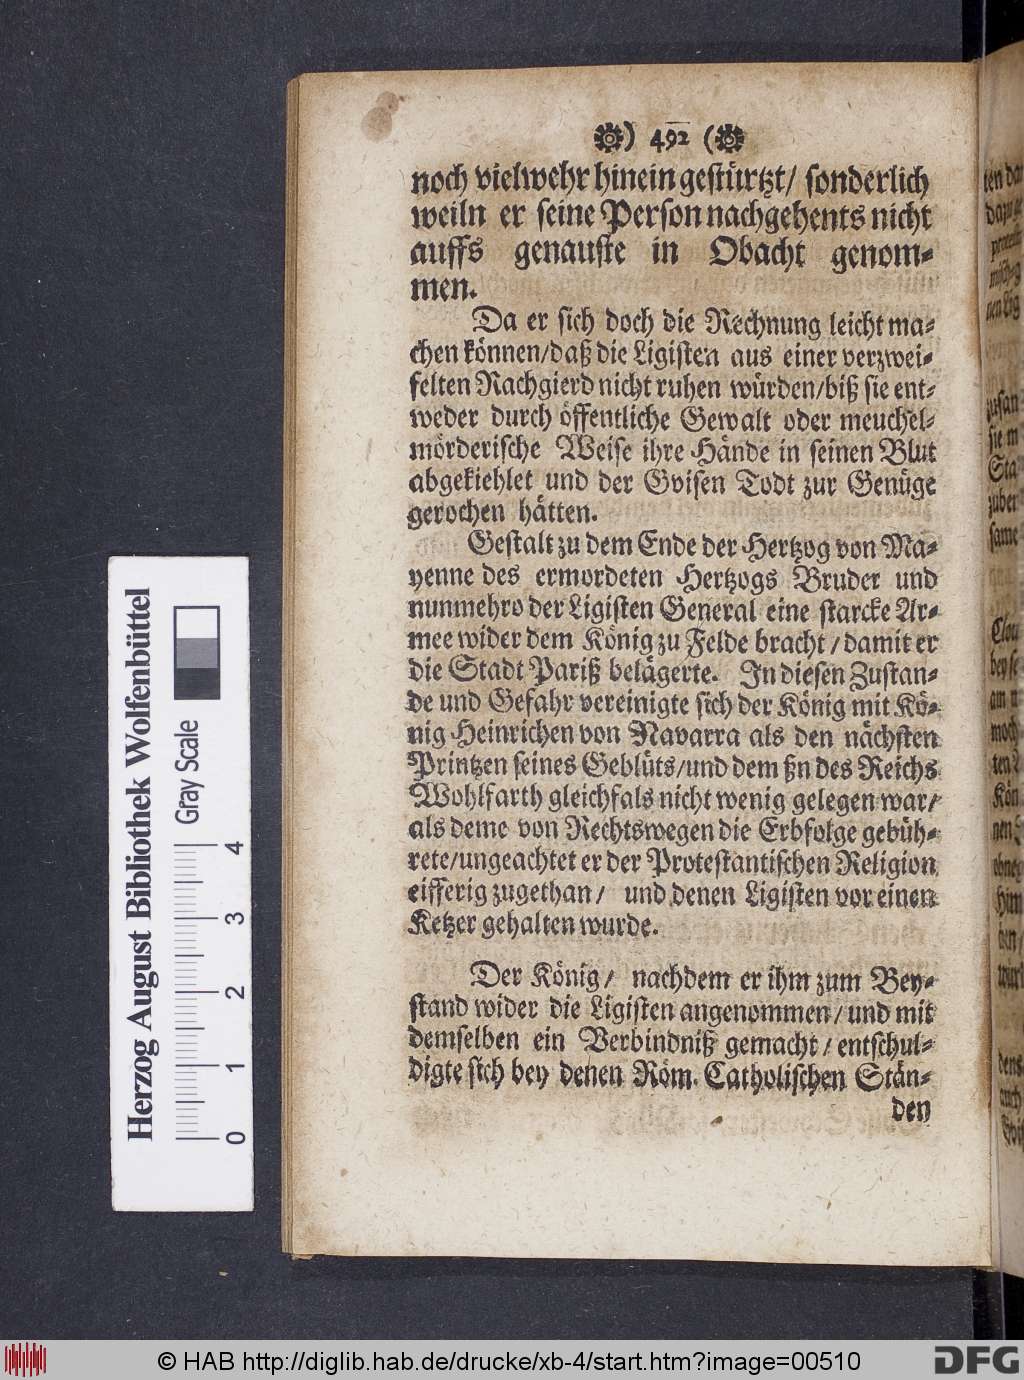 ) 492 (
noch vielwehr hinein gestürtzt/ sonderlich
weiln er seine Person nachgehents nicht
auffs genauste in Obacht genom-
men.
Da er sich doch die Rechnung leicht ma-
chen können/daß die Ligisten aus einer verzwei-
felten Nachgierd nicht ruhen würden/biß sie ent-
weder durch öffentliche Gewalt oder meuchel-
mörderische Weise ihre Hände in seinen Blut
abgekiehlet und der Gvisen Todt zur Genüge
gerochen hätten.
Gestalt zu dem Ende der Hertzog von Ma-
yenne des ermordeten Hertzogs Bruder und
nunmehro der Ligisten General eine starcke Ar-
mee wider dem König zu Felde bracht/damit er
die Stadt Pariß belägerte. In diesen Zustan-
de und Gefahr vereinigte sich der König mit Kö-
nig Heinrichen von Navarra als den nächsten
Printzen seines Geblüts/und dem ßn des Reichs
Wohlfarth gleichfals nicht wenig gelegen war/
als deme von Rechtswegen die Erbfolge gebüh-
rete/ungeachtet er der Protestantischen Religion
eifferig zugethan/ und denen Ligisten vor einen
Ketzer gehalten wurde.
Der König/ nachdem er ihm zum Bey-
stand wider die Ligisten angenommen/und mit
demselben ein Verbindniß gemacht/entschul-
digte sich bey denen Röm. Catholischen Stän-
den
Herzog August Bibliothek Wolfenbüttel
Gray Scale
0 1 2 3 4
© HAB http://diglib.hab.de/drucke/xb-4/start.htm?image=00510
DFG